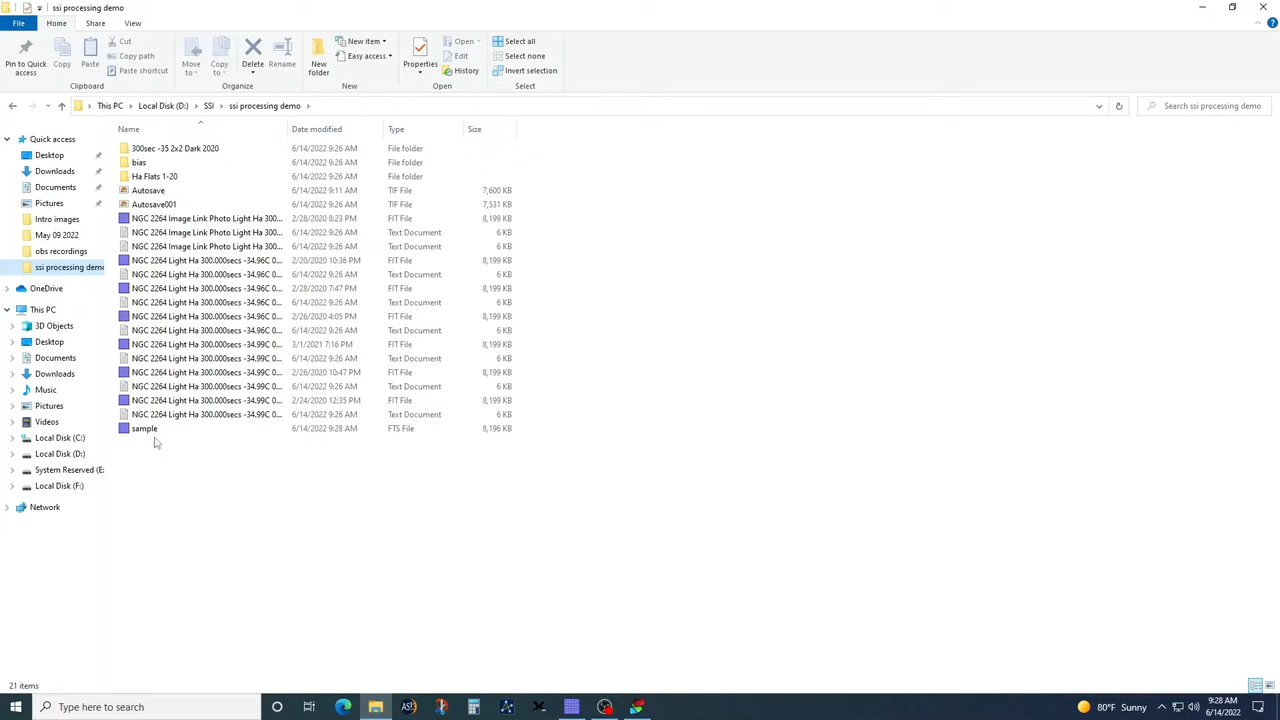 ssi processing demo
File Home Share View
Pin to Quick access
Copy
Paste
Cut
Copy path
Paste shortcut
Clipboard
Move to
Copy to
Delete
Rename
Organize
New folder
New item
Easy access
New
Properties
Open
Edit
History
Open
Select all
Select none
Invert selection
Select
This PC > Local Disk (D:) > SSI > ssi processing demo >
Search ssi processing demo
Quick access
Desktop
Downloads
Documents
Pictures
Intro images
May 09 2022
obs recordings
ssi processing demo
OneDrive
This PC
3D Objects
Desktop
Documents
Downloads
Music
Pictures
Videos
Local Disk (C:)
Local Disk (D:)
System Reserved (E:
Local Disk (F:)
Network
Name Date modified Type Size
300sec -35 2x2 Dark 2020 6/14/2022 9:26 AM File folder
bias 6/14/2022 9:26 AM File folder
Ha Flats 1-20 6/14/2022 9:26 AM File folder
Autosave 6/14/2022 9:11 AM TIF File 7,600 KB
Autosave001 6/14/2022 9:26 AM TIF File 7,531 KB
NGC 2264 Image Link Photo Light Ha 300... 2/28/2020 8:23 PM FIT File 8,199 KB
NGC 2264 Image Link Photo Light Ha 300... 6/14/2022 9:26 AM Text Document 6 KB
NGC 2264 Image Link Photo Light Ha 300... 6/14/2022 9:26 AM Text Document 6 KB
NGC 2264 Light Ha 300.000secs -34.96C 0... 2/20/2020 10:36 PM FIT File 8,199 KB
NGC 2264 Light Ha 300.000secs -34.96C 0... 6/14/2022 9:26 AM Text Document 6 KB
NGC 2264 Light Ha 300.000secs -34.96C 0... 2/28/2020 7:47 PM FIT File 8,199 KB
NGC 2264 Light Ha 300.000secs -34.96C 0... 6/14/2022 9:26 AM Text Document 6 KB
NGC 2264 Light Ha 300.000secs -34.96C 0... 2/26/2020 4:05 PM FIT File 8,199 KB
NGC 2264 Light Ha 300.000secs -34.96C 0... 6/14/2022 9:26 AM Text Document 6 KB
NGC 2264 Light Ha 300.000secs -34.99C 0... 3/1/2021 7:16 PM FIT File 8,199 KB
NGC 2264 Light Ha 300.000secs -34.99C 0... 6/14/2022 9:26 AM Text Document 6 KB
NGC 2264 Light Ha 300.000secs -34.99C 0... 2/26/2020 10:47 PM FIT File 8,199 KB
NGC 2264 Light Ha 300.000secs -34.99C 0... 6/14/2022 9:26 AM Text Document 6 KB
NGC 2264 Light Ha 300.000secs -34.99C 0... 2/24/2020 12:35 PM FIT File 8,199 KB
NGC 2264 Light Ha 300.000secs -34.99C 0... 6/14/2022 9:26 AM Text Document 6 KB
sample 6/14/2022 9:28 AM FTS File 8,196 KB
21 items
Type here to search
AS!
80°F Sunny
9:28 AM
6/14/2022